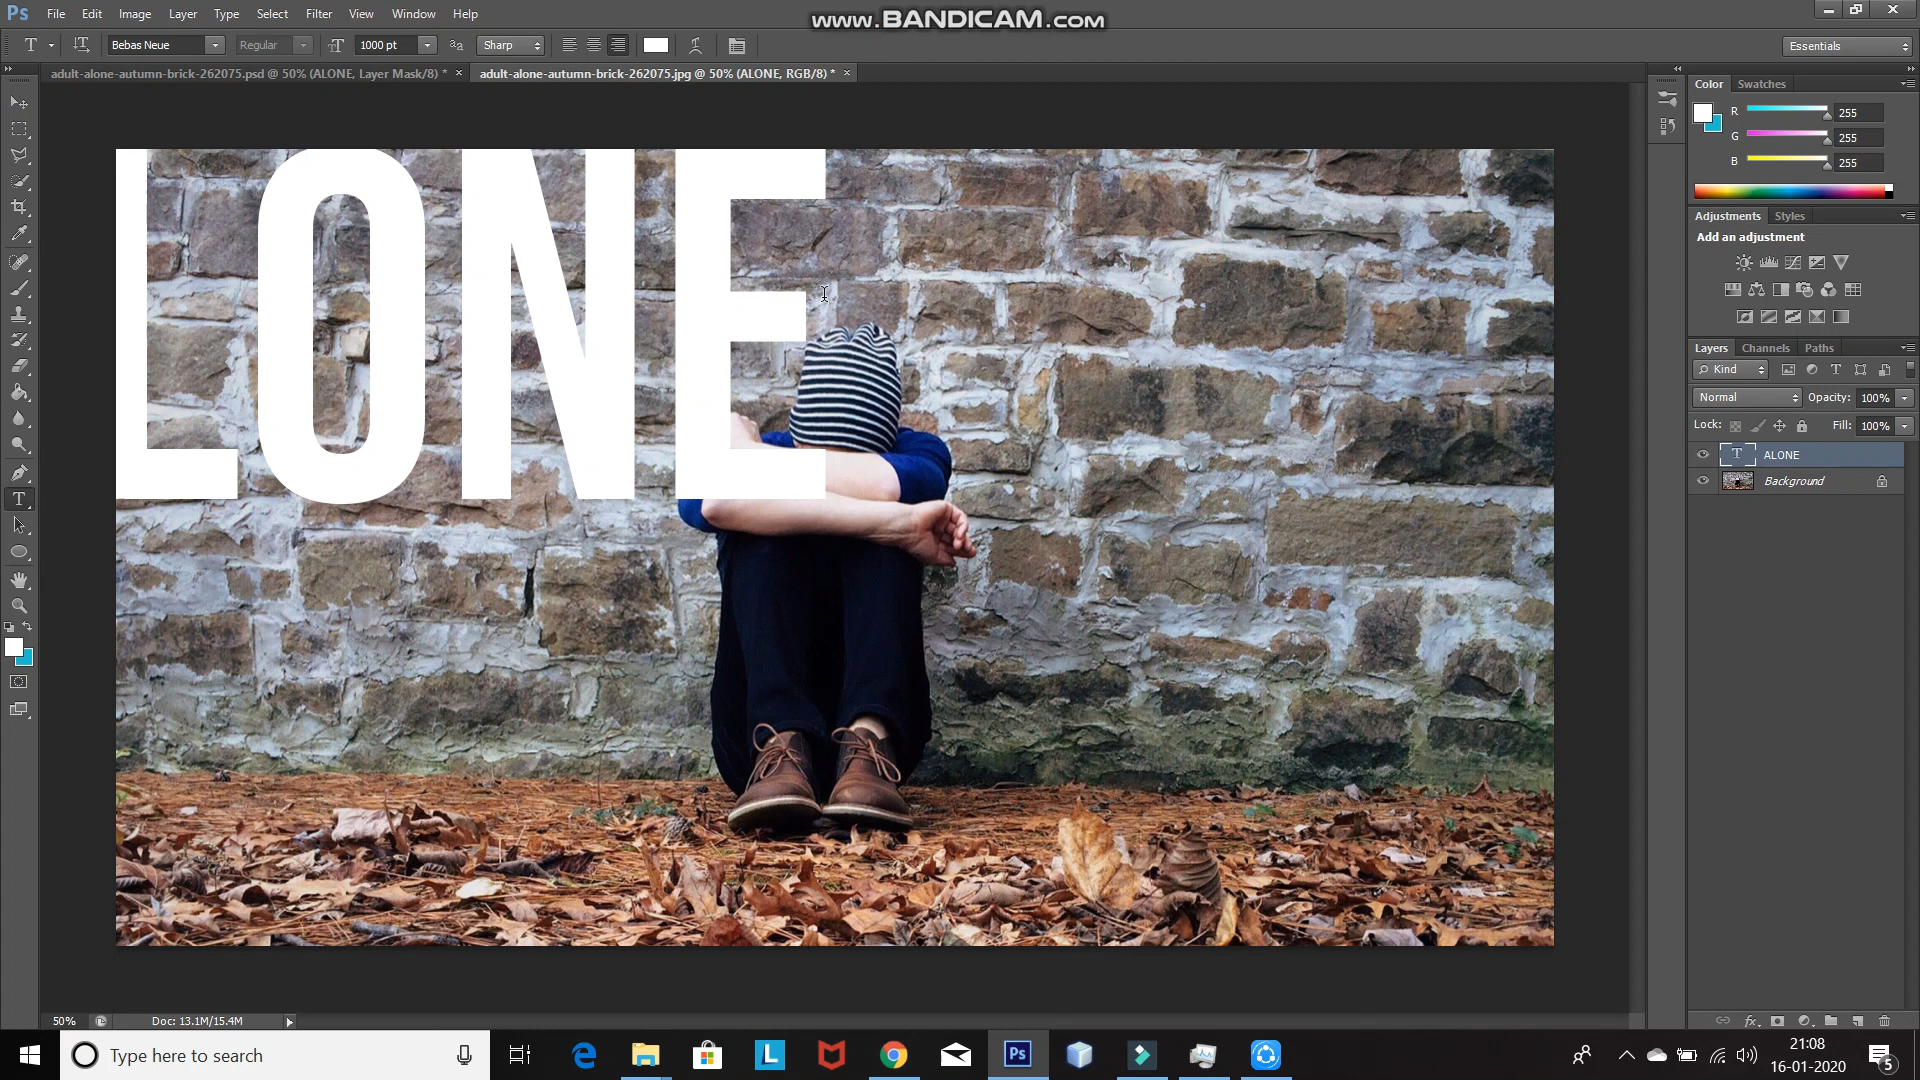 Ps File Edit Image Layer Type Select Filter View Window Help
www.BANDICAM.com
T Bebas Neue Regular 1000 pt Sharp Essentials
adult-alone-autumn-brick-262075.psd @ 50% (ALONE, Layer Mask/8) * × adult-alone-autumn-brick-262075.jpg @ 50% (ALONE, RGB/8) * ×
Color Swatches
R 255
G 255
B 255
Adjustments Styles
Add an adjustment
Layers Channels Paths
Kind
Normal Opacity: 100%
Lock: Fill: 100%
T ALONE
Background
LONE
50% Doc: 13.1M/15.4M
Type here to search
L
Ps
21:08
16-01-2020
5